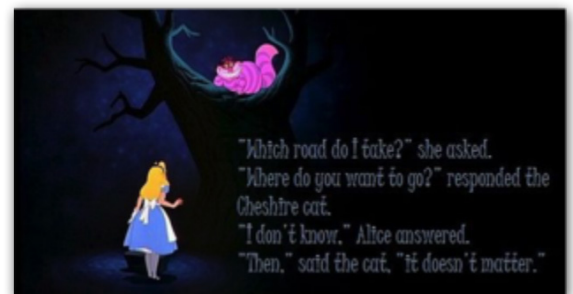 "Which road do I take?" she asked.
"Where do you want to go?" responded the
Cheshire cat.
"I don't know," Alice answered.
"Then," said the cat, "it doesn't matter."